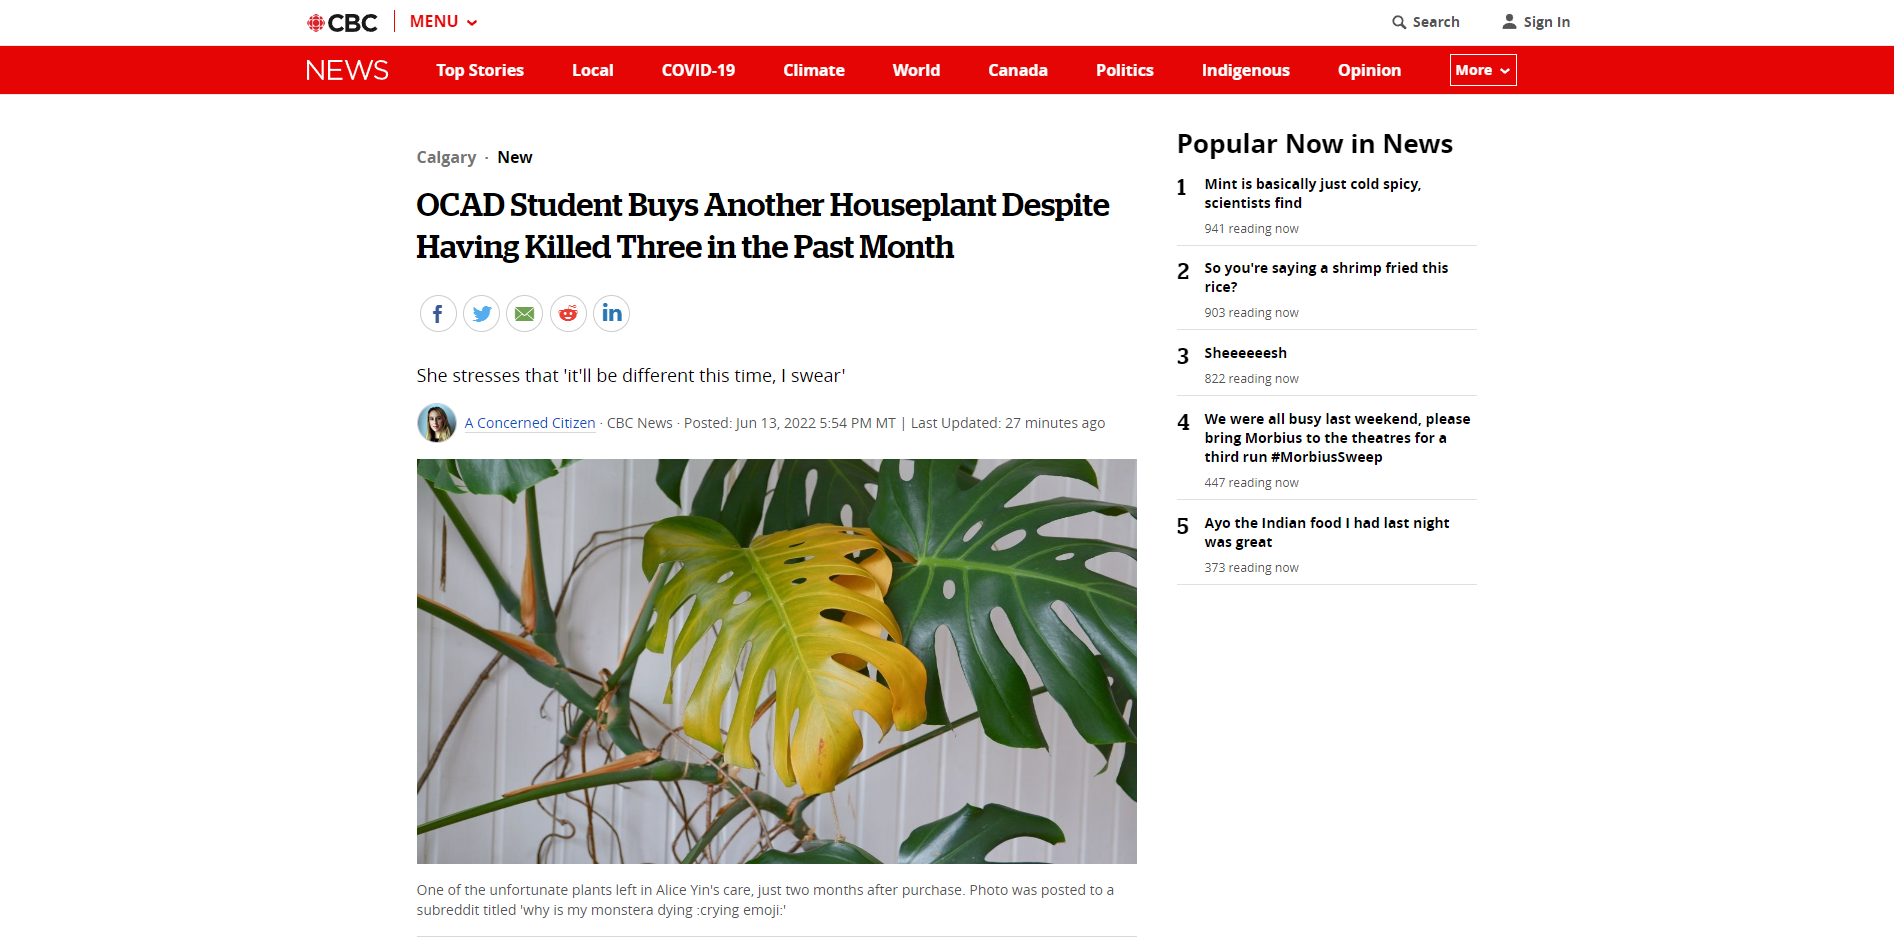 CBC
MENU
Search
Sign In
NEWS
Top Stories
Local
COVID-19
Climate
World
Canada
Politics
Indigenous
Opinion
More
Calgary · New
OCAD Student Buys Another Houseplant Despite
Having Killed Three in the Past Month
She stresses that 'it'll be different this time, I swear'
A Concerned Citizen · CBC News · Posted: Jun 13, 2022 5:54 PM MT | Last Updated: 27 minutes ago
One of the unfortunate plants left in Alice Yin's care, just two months after purchase. Photo was posted to a
subreddit titled 'why is my monstera dying :crying emoji:'
Popular Now in News
1
Mint is basically just cold spicy,
scientists find
941 reading now
2
So you're saying a shrimp fried this
rice?
903 reading now
3
Sheeeeeesh
822 reading now
4
We were all busy last weekend, please
bring Morbius to the theatres for a
third run #MorbiusSweep
447 reading now
5
Ayo the Indian food I had last night
was great
373 reading now